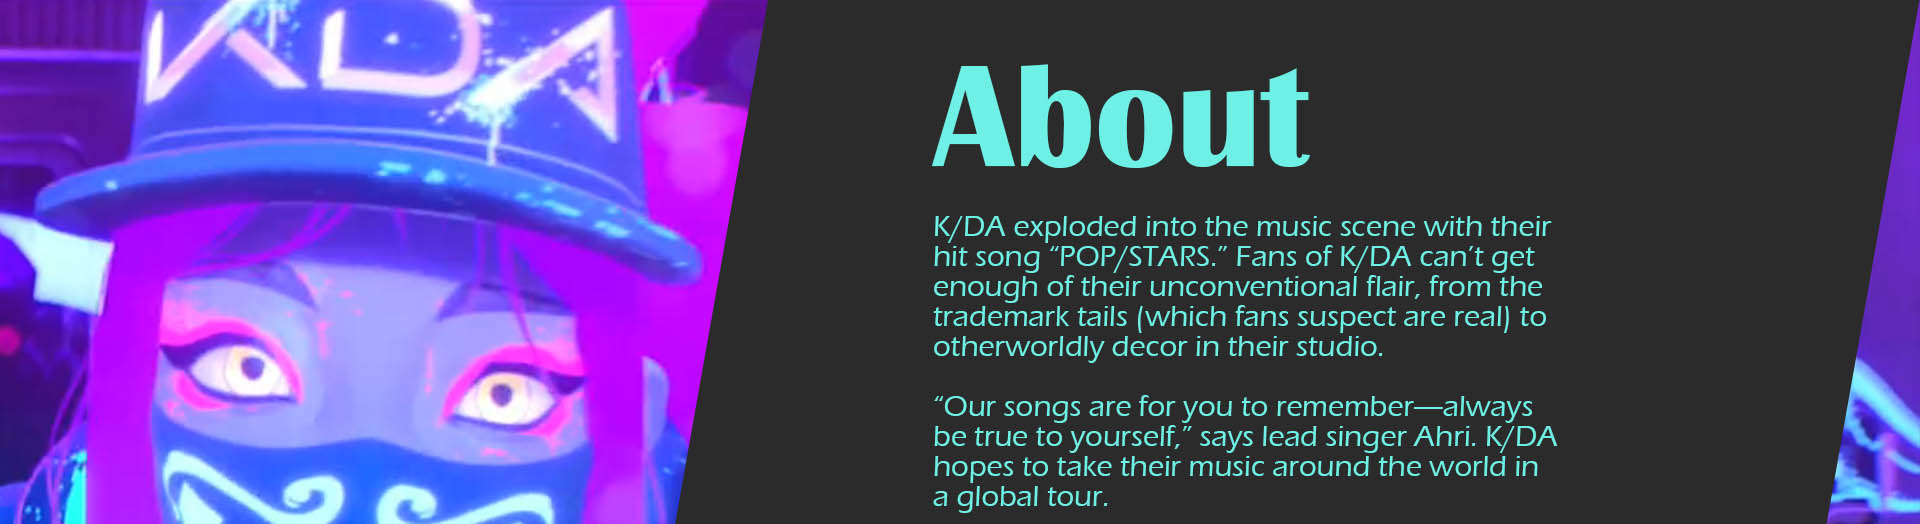 KDA
About
K/DA exploded into the music scene with their
hit song “POP/STARS.” Fans of K/DA can’t get
enough of their unconventional flair, from the
trademark tails (which fans suspect are real) to
otherworldly decor in their studio.
“Our songs are for you to remember—always
be true to yourself,” says lead singer Ahri. K/DA
hopes to take their music around the world in
a global tour.